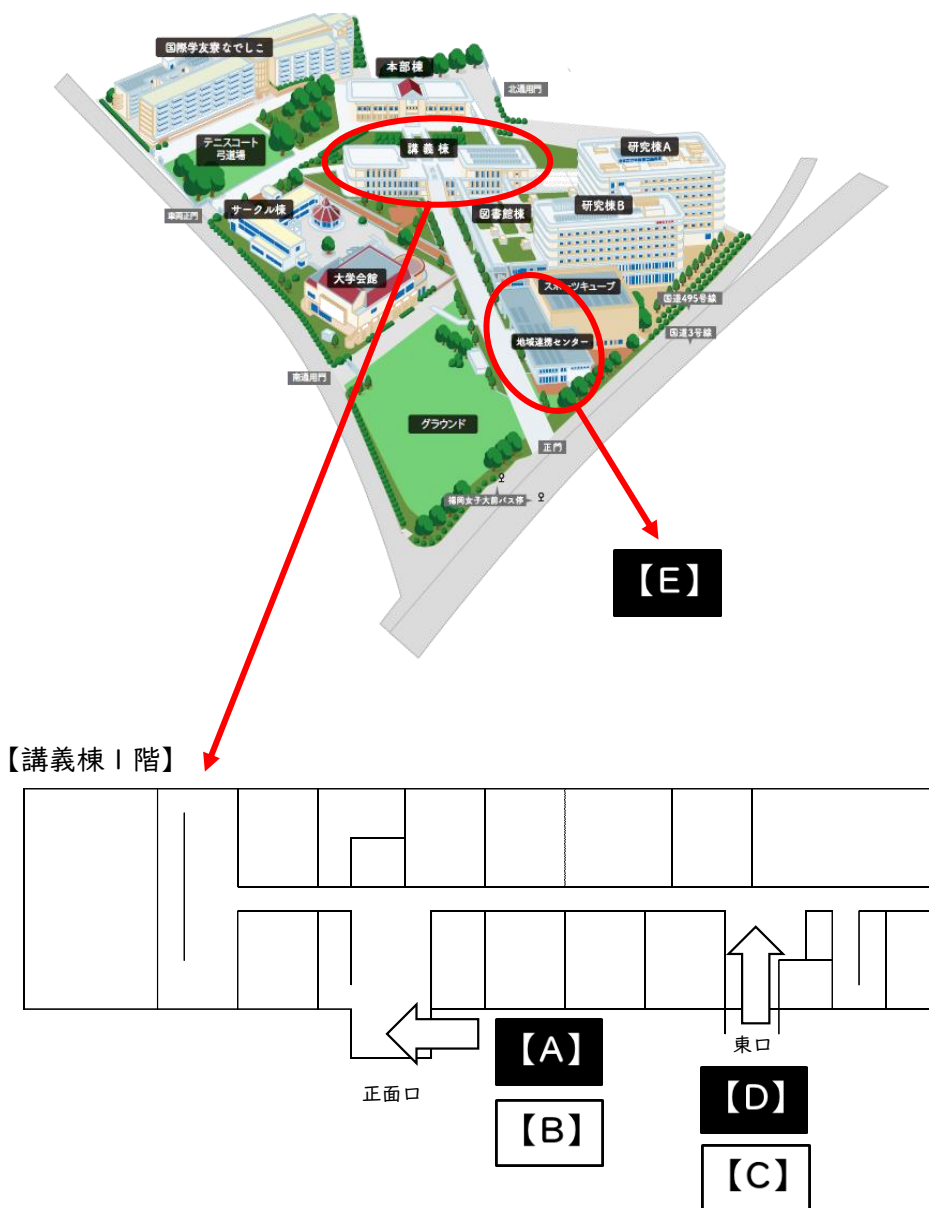 国際学友寮なでしこ
本部棟
北通用門
テニスコート
弓道場
講義棟
研究棟A
車両正門
サークル棟
図書館棟
研究棟B
大学会館
スポーツキューブ
国道495号線
国道3号線
地域連携センター
南通用門
グラウンド
正門
福岡女子大前バス停
【E】
【講義棟1階】
【A】
東口
正面口
【D】
【B】
【C】